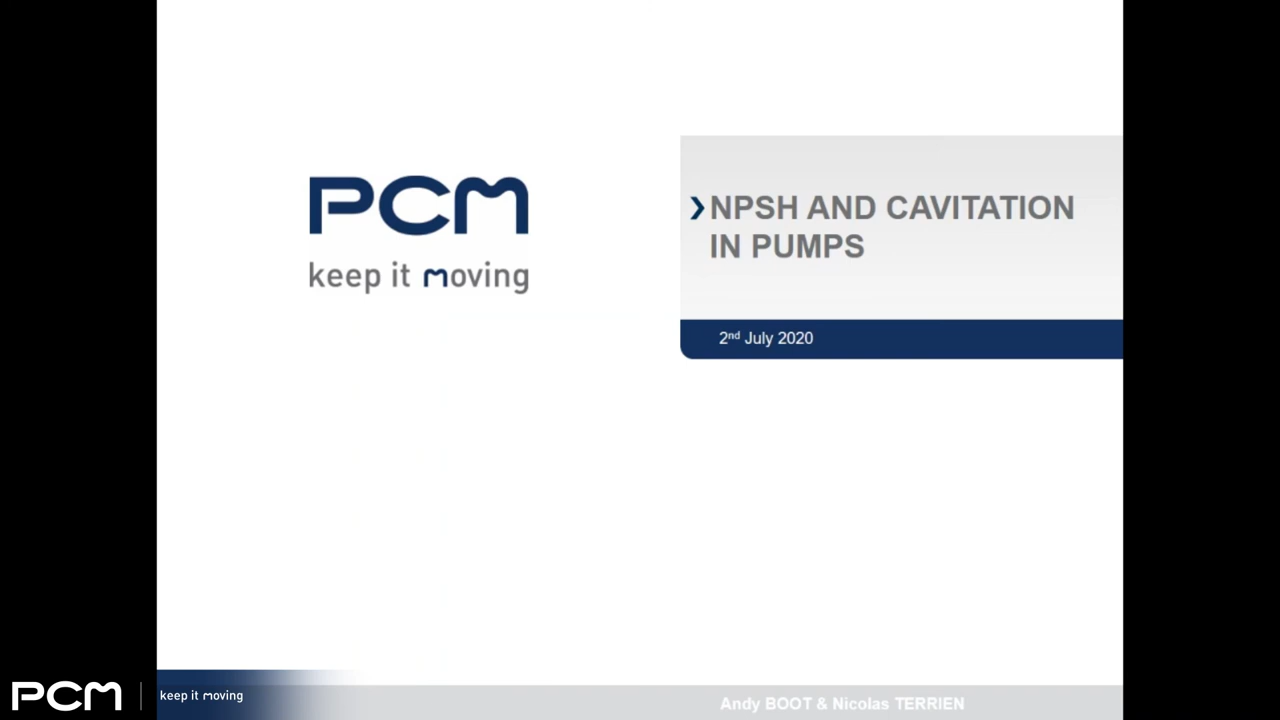 PCM
keep it moving
›NPSH AND CAVITATION
IN PUMPS
2nd July 2020
PCM | keep it moving
Andy BOOT & Nicolas TERRIEN